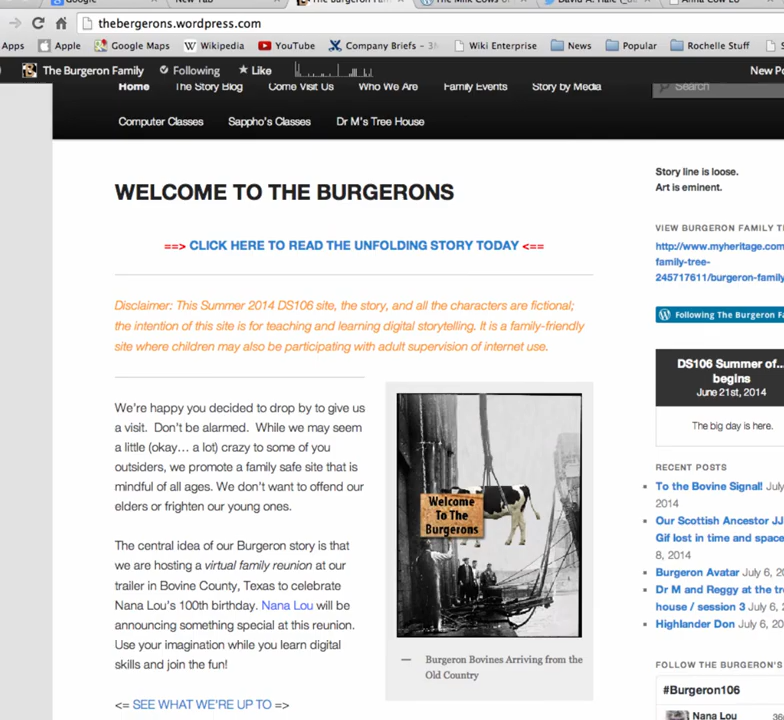 Google New Tab The Burgeron Fam The Milk Cows of David A. Hale
thebergerons.wordpress.com
Apps Apple Google Maps Wikipedia YouTube Company Briefs Wiki Enterprise News Popular Rochelle Stuff
The Burgeron Family Following Like New Po
Home The Story Blog Come Visit Us Who We Are Family Events Story by Media Search
Computer Classes Sappho's Classes Dr M's Tree House
WELCOME TO THE BURGERONS
==> CLICK HERE TO READ THE UNFOLDING STORY TODAY <==
Disclaimer: This Summer 2014 DS106 site, the story, and all the characters are fictional;
the intention of this site is for teaching and learning digital storytelling. It is a family-friendly
site where children may also be participating with adult supervision of internet use.
We're happy you decided to drop by to give us
a visit. Don't be alarmed. While we may seem
a little (okay… a lot) crazy to some of you
outsiders, we promote a family safe site that is
mindful of all ages. We don't want to offend our
elders or frighten our young ones.
The central idea of our Burgeron story is that
we are hosting a virtual family reunion at our
trailer in Bovine County, Texas to celebrate
Nana Lou's 100th birthday. Nana Lou will be
announcing something special at this reunion.
Use your imagination while you learn digital
skills and join the fun!
<= SEE WHAT WE'RE UP TO =>
Welcome
To The
Burgerons
— Burgeron Bovines Arriving from the
Old Country
Story line is loose.
Art is eminent.
VIEW BURGERON FAMILY T
http://www.myheritage.com
family-tree-
245717611/burgeron-family
Following The Burgeron Fa
DS106 Summer of…
begins
June 21st, 2014
The big day is here.
RECENT POSTS
To the Bovine Signal! July
2014
Our Scottish Ancestor JJ
Gif lost in time and space
8, 2014
Burgeron Avatar July 6, 20
Dr M and Reggy at the tr
house / session 3 July 6, 2
Highlander Don July 6, 20
FOLLOW THE BURGERON'S
#Burgeron106
Nana Lou